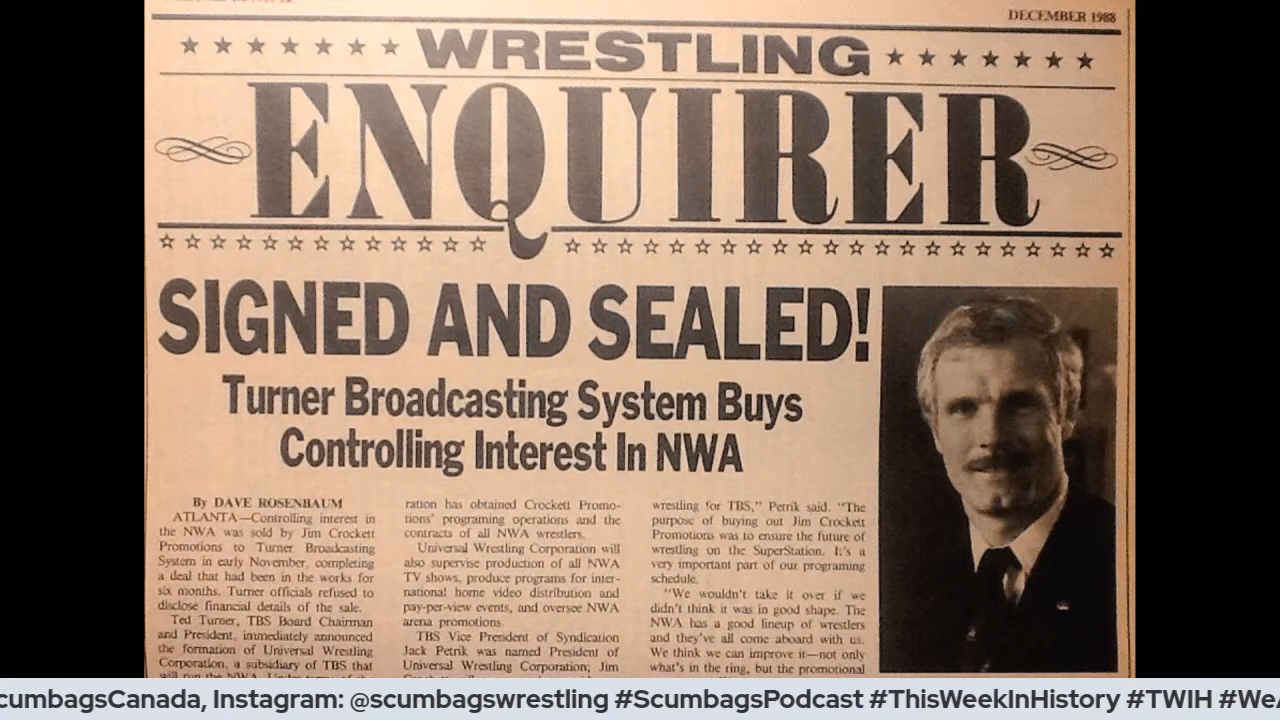 DECEMBER 1988
WRESTLING
ENQUIRER
SIGNED AND SEALED!
Turner Broadcasting System Buys
Controlling Interest In NWA
By DAVE ROSENBAUM
ATLANTA—Controlling interest in
the NWA was sold by Jim Crockett
Promotions to Turner Broadcasting
System in early November, completing
a deal that had been in the works for
six months. Turner officials refused to
disclose financial details of the sale.
Ted Turner, TBS Board Chairman
and President, immediately announced
the formation of Universal Wrestling
Corporation, a subsidiary of TBS that
ration has obtained Crockett Promo-
tions' programing operations and the
contracts of all NWA wrestlers.
Universal Wrestling Corporation will
also supervise production of all NWA
TV shows, produce programs for inter-
national home video distribution and
pay-per-view events, and oversee NWA
arena promotions.
TBS Vice President of Syndication
Jack Petrik was named President of
Universal Wrestling Corporation; Jim
wrestling for TBS," Petrik said. "The
purpose of buying out Jim Crockett
Promotions was to ensure the future of
wrestling on the SuperStation. It's a
very important part of our programing
schedule.
"We wouldn't take it over if we
didn't think it was in good shape. The
NWA has a good lineup of wrestlers
and they've all come aboard with us.
We think we can improve it—not only
what's in the ring, but the promotional
cumbagsCanada, Instagram: @scumbagswrestling #ScumbagsPodcast #ThisWeekInHistory #TWIH #We